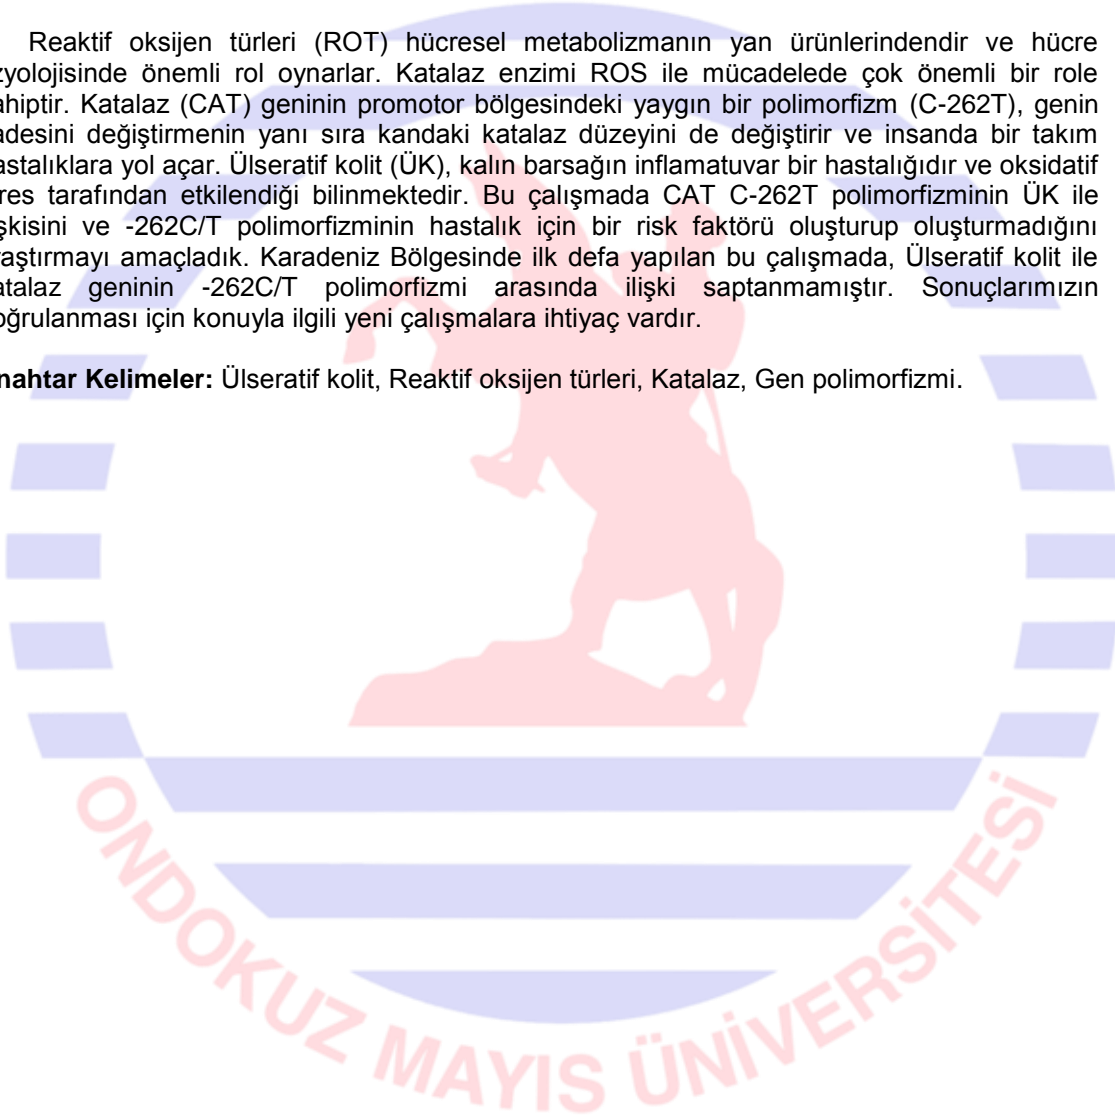 Reaktif oksijen türleri (ROT) hücresel metabolizmanın yan ürünlerindendir ve hücre
zyolojisinde önemli rol oynarlar. Katalaz enzimi ROS ile mücadelede çok önemli bir role
ahiptir. Katalaz (CAT) geninin promotor bölgesindeki yaygın bir polimorfizm (C-262T), genin
adesini değiştirmenin yanı sıra kandaki katalaz düzeyini de değiştirir ve insanda bir takım
astalıklara yol açar. Ülseratif kolit (ÜK), kalın barsağın inflamatuvar bir hastalığıdır ve oksidatif
res tarafından etkilendiği bilinmektedir. Bu çalışmada CAT C-262T polimorfizminin ÜK ile
şkisini ve -262C/T polimorfizminin hastalık için bir risk faktörü oluşturup oluşturmadığını
raştırmayı amaçladık. Karadeniz Bölgesinde ilk defa yapılan bu çalışmada, Ülseratif kolit ile
atalaz geninin -262C/T polimorfizmi arasında ilişki saptanmamıştır. Sonuçlarımızın
oğrulanması için konuyla ilgili yeni çalışmalara ihtiyaç vardır.
nahtar Kelimeler: Ülseratif kolit, Reaktif oksijen türleri, Katalaz, Gen polimorfizmi.
ONDOKUZ MAYIS ÜNİVERSİTESİ